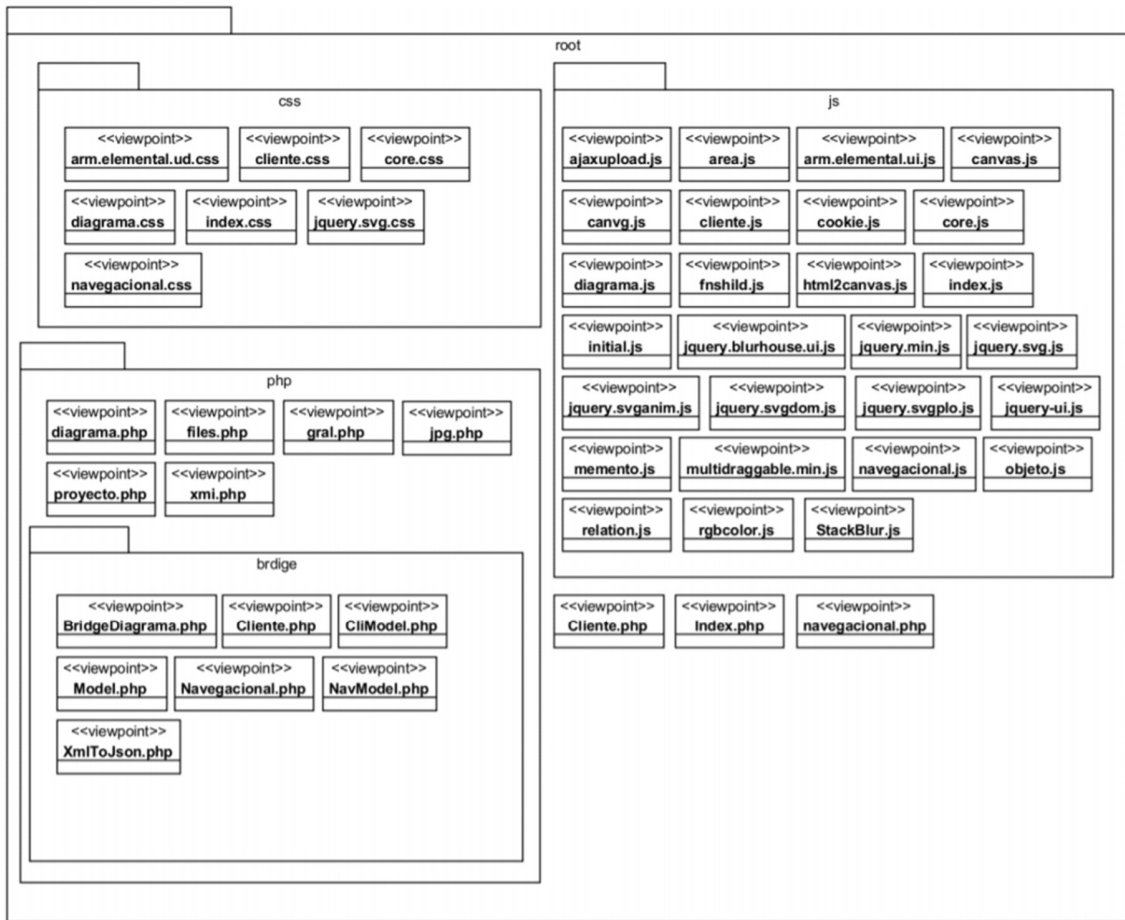 root
css
<<viewpoint>> <<viewpoint>> <<viewpoint>>
arm.elemental.ud.css cliente.css core.css
<<viewpoint>> <<viewpoint>> <<viewpoint>>
diagrama.css index.css jquery.svg.css
<<viewpoint>>
navegacional.css
php
<<viewpoint>> <<viewpoint>> <<viewpoint>> <<viewpoint>>
diagrama.php files.php gral.php jpg.php
<<viewpoint>> <<viewpoint>>
proyecto.php xmi.php
brdige
<<viewpoint>> <<viewpoint>> <<viewpoint>>
BridgeDiagrama.php Cliente.php CliModel.php
<<viewpoint>> <<viewpoint>> <<viewpoint>>
Model.php Navegacional.php NavModel.php
<<viewpoint>>
XmlToJson.php
js
<<viewpoint>> <<viewpoint>> <<viewpoint>> <<viewpoint>>
ajaxupload.js area.js arm.elemental.ui.js canvas.js
<<viewpoint>> <<viewpoint>> <<viewpoint>> <<viewpoint>>
canvg.js cliente.js cookie.js core.js
<<viewpoint>> <<viewpoint>> <<viewpoint>> <<viewpoint>>
diagrama.js fnshild.js html2canvas.js index.js
<<viewpoint>> <<viewpoint>> <<viewpoint>> <<viewpoint>>
initial.js jquery.blurhouse.ui.js jquery.min.js jquery.svg.js
<<viewpoint>> <<viewpoint>> <<viewpoint>> <<viewpoint>>
jquery.svganim.js jquery.svgdom.js jquery.svgplo.js jquery-ui.js
<<viewpoint>> <<viewpoint>> <<viewpoint>> <<viewpoint>>
memento.js multidraggable.min.js navegacional.js objeto.js
<<viewpoint>> <<viewpoint>> <<viewpoint>>
relation.js rgbcolor.js StackBlur.js
<<viewpoint>> <<viewpoint>> <<viewpoint>>
Cliente.php Index.php navegacional.php